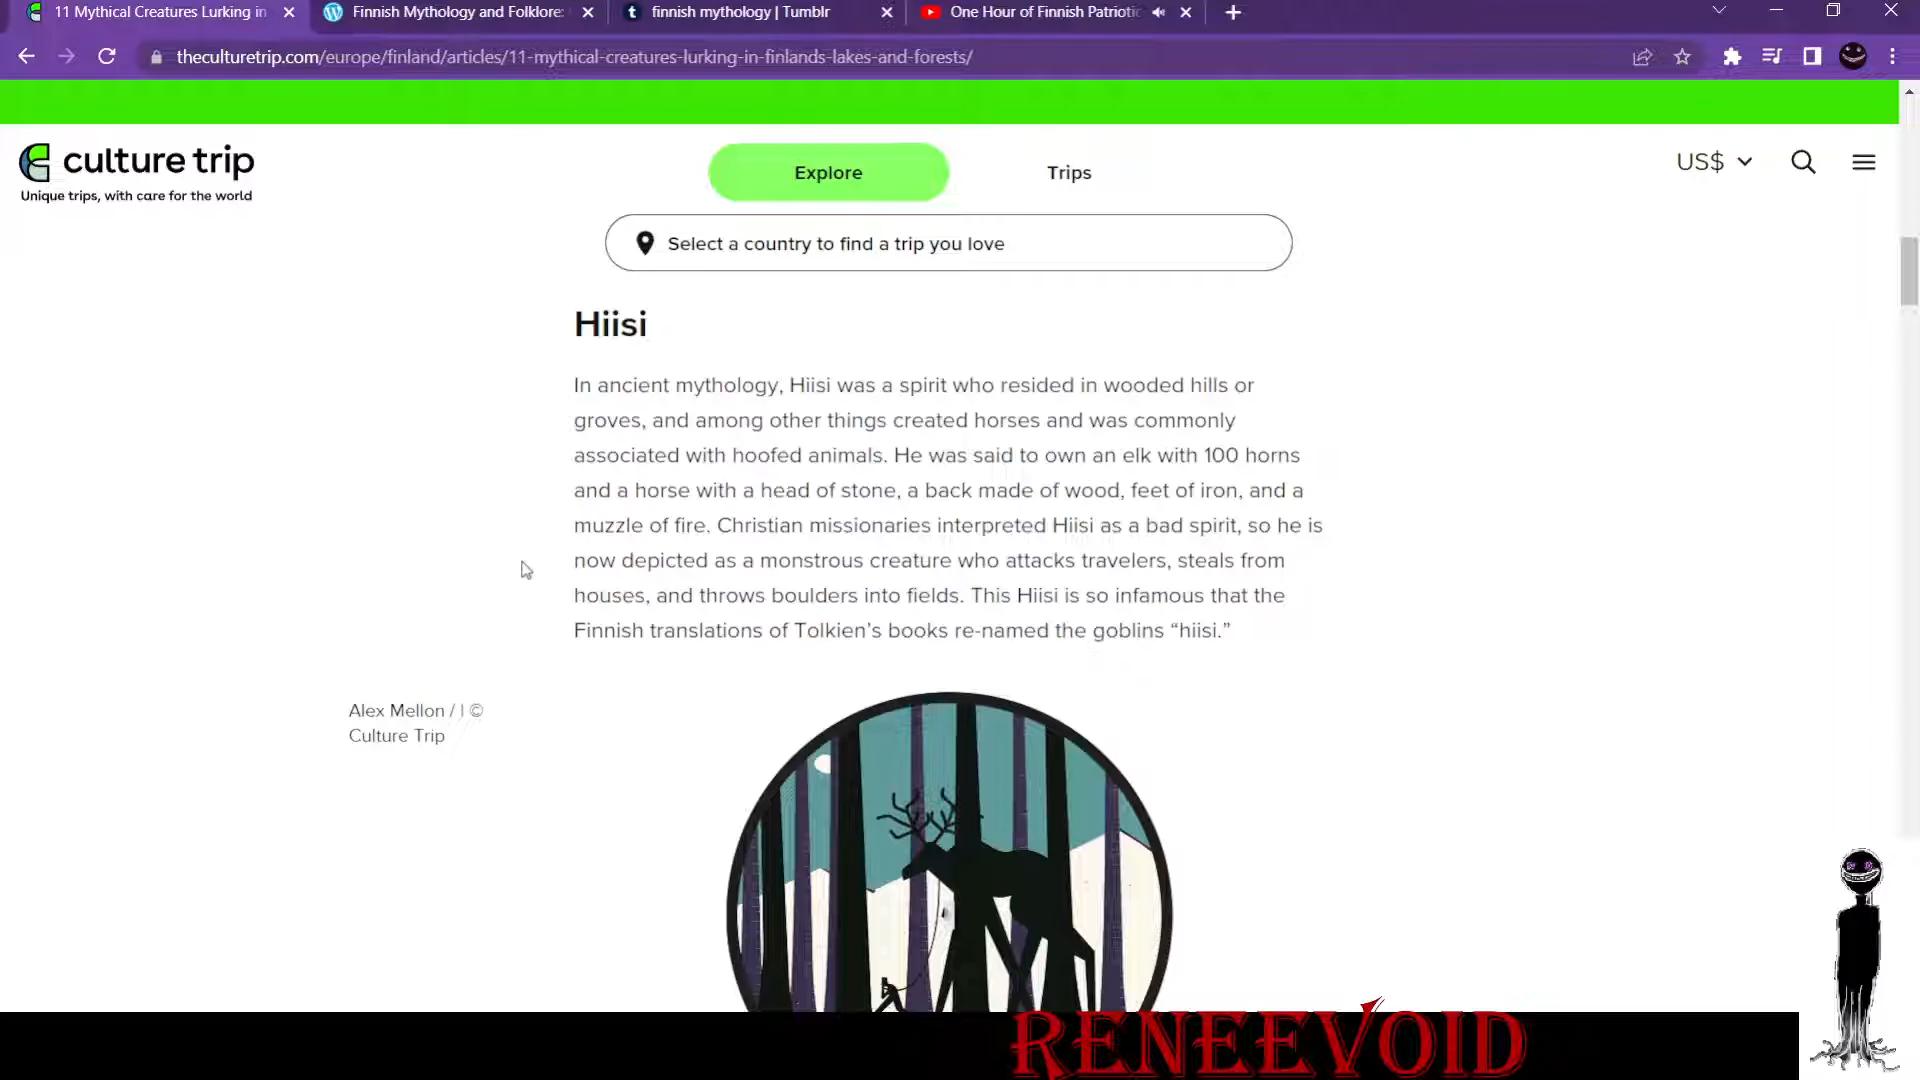 11 Mythical Creatures Lurking in
Finnish Mythology and Folklore:
finnish mythology | Tumblr
One Hour of Finnish Patriotic
theculturetrip.com/europe/finland/articles/11-mythical-creatures-lurking-in-finlands-lakes-and-forests/
culture trip
Unique trips, with care for the world
Explore
Trips
US$
Select a country to find a trip you love
Hiisi
In ancient mythology, Hiisi was a spirit who resided in wooded hills or
groves, and among other things created horses and was commonly
associated with hoofed animals. He was said to own an elk with 100 horns
and a horse with a head of stone, a back made of wood, feet of iron, and a
muzzle of fire. Christian missionaries interpreted Hiisi as a bad spirit, so he is
now depicted as a monstrous creature who attacks travelers, steals from
houses, and throws boulders into fields. This Hiisi is so infamous that the
Finnish translations of Tolkien’s books re-named the goblins “hiisi.”
Alex Mellon / | ©
Culture Trip
RENEEVOID